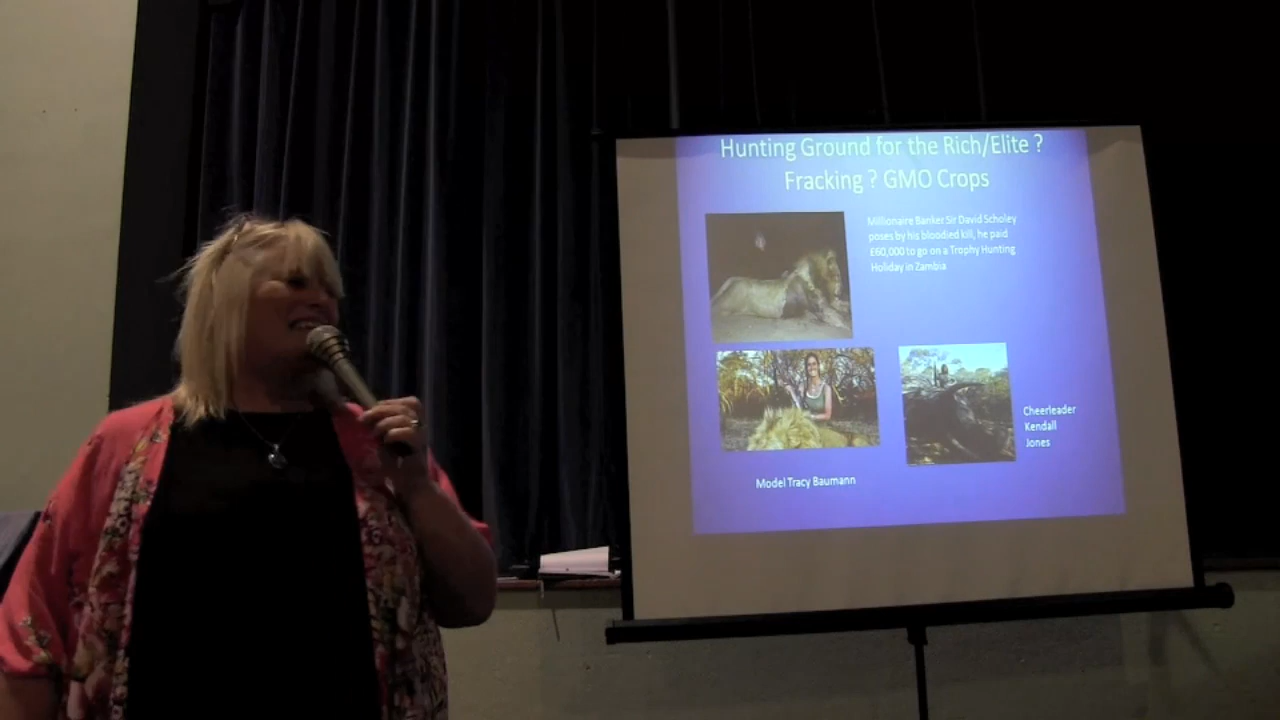 Hunting Ground for the Rich/Elite ?
Fracking ? GMO Crops
Millionaire Banker Sir David Scholey
poses by his bloodied kill, he paid
£60,000 to go on a Trophy Hunting
Holiday in Zambia
Cheerleader
Kendall
Jones
Model Tracy Baumann